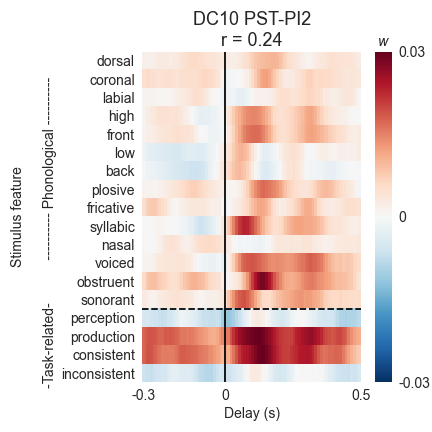 DC10 PST-PI2
r = 0.24
w
dorsal
coronal
labial
high
front
low
back
plosive
fricative
syllabic
nasal
voiced
obstruent
sonorant
perception
production
consistent
inconsistent
Stimulus feature
-Task-related- ---------- Phonological ----------
0.03
0
-0.03
-0.3 0 0.5
Delay (s)